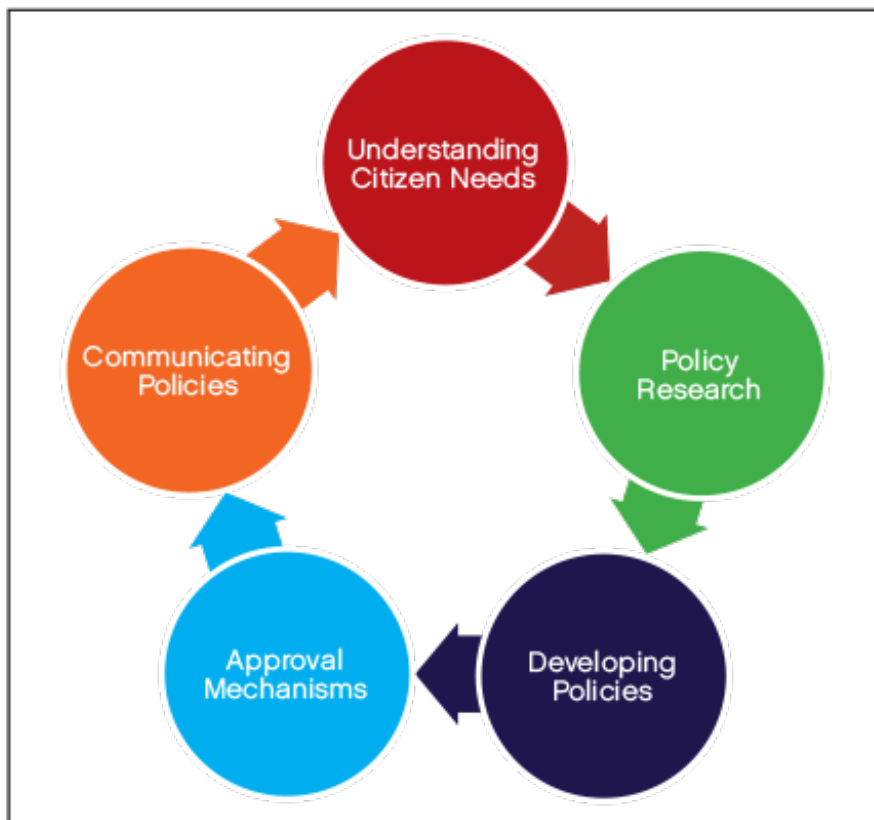 Understanding
Citizen Needs
Policy
Research
Developing
Policies
Approval
Mechanisms
Communicating
Policies